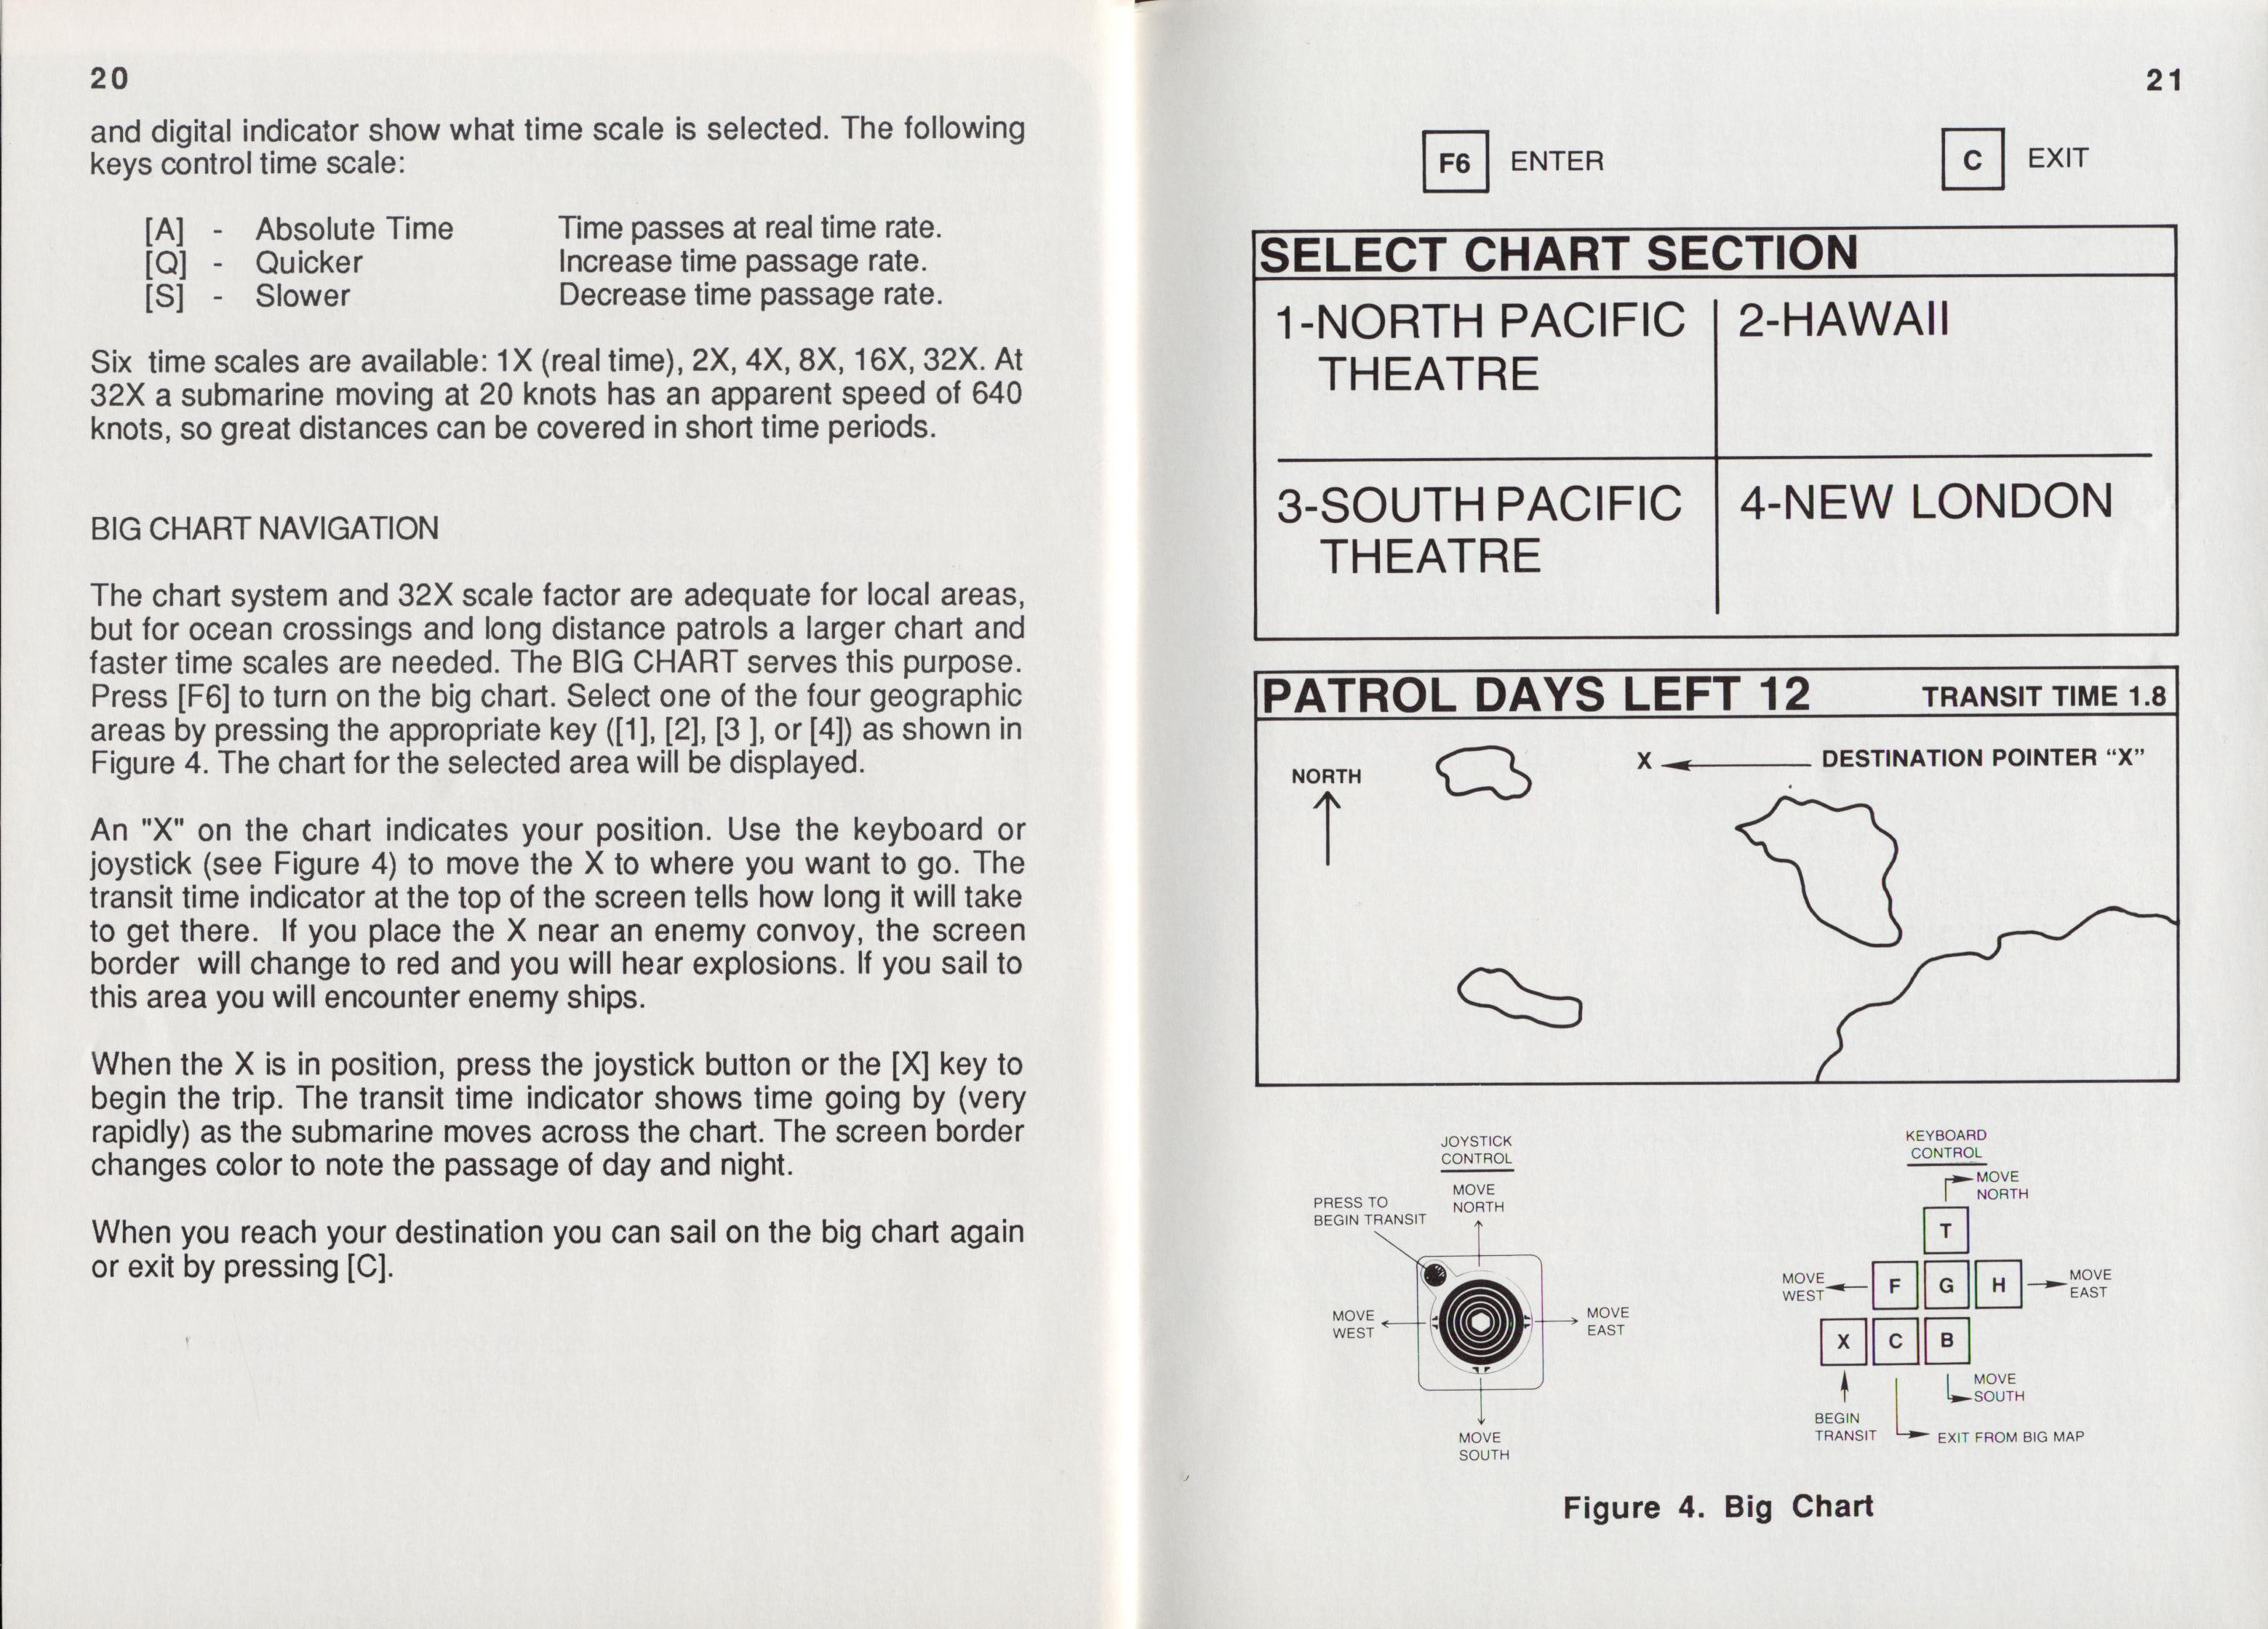 20
and digital indicator show what time scale is selected. The following
keys control time scale:
[A] - Absolute Time Time passes at real time rate.
[Q] - Quicker Increase time passage rate.
[S] - Slower Decrease time passage rate.
Six time scales are available: 1X (real time), 2X, 4X, 8X, 16X, 32X. At
32X a submarine moving at 20 knots has an apparent speed of 640
knots, so great distances can be covered in short time periods.
BIG CHART NAVIGATION
The chart system and 32X scale factor are adequate for local areas,
but for ocean crossings and long distance patrols a larger chart and
faster time scales are needed. The BIG CHART serves this purpose.
Press [F6] to turn on the big chart. Select one of the four geographic
areas by pressing the appropriate key ([1], [2], [3 ], or [4]) as shown in
Figure 4. The chart for the selected area will be displayed.
An "X" on the chart indicates your position. Use the keyboard or
joystick (see Figure 4) to move the X to where you want to go. The
transit time indicator at the top of the screen tells how long it will take
to get there. If you place the X near an enemy convoy, the screen
border will change to red and you will hear explosions. If you sail to
this area you will encounter enemy ships.
When the X is in position, press the joystick button or the [X] key to
begin the trip. The transit time indicator shows time going by (very
rapidly) as the submarine moves across the chart. The screen border
changes color to note the passage of day and night.
When you reach your destination you can sail on the big chart again
or exit by pressing [C].
21
F6 ENTER
C EXIT
SELECT CHART SECTION
1-NORTH PACIFIC
THEATRE
2-HAWAII
3-SOUTH PACIFIC
THEATRE
4-NEW LONDON
PATROL DAYS LEFT 12 TRANSIT TIME 1.8
NORTH
X
DESTINATION POINTER “X”
JOYSTICK
CONTROL
MOVE
NORTH
PRESS TO
BEGIN TRANSIT
MOVE
WEST
MOVE
EAST
MOVE
SOUTH
KEYBOARD
CONTROL
MOVE
NORTH
T
MOVE
WEST
F G H
MOVE
EAST
X C B
MOVE
SOUTH
BEGIN
TRANSIT
EXIT FROM BIG MAP
Figure 4. Big Chart